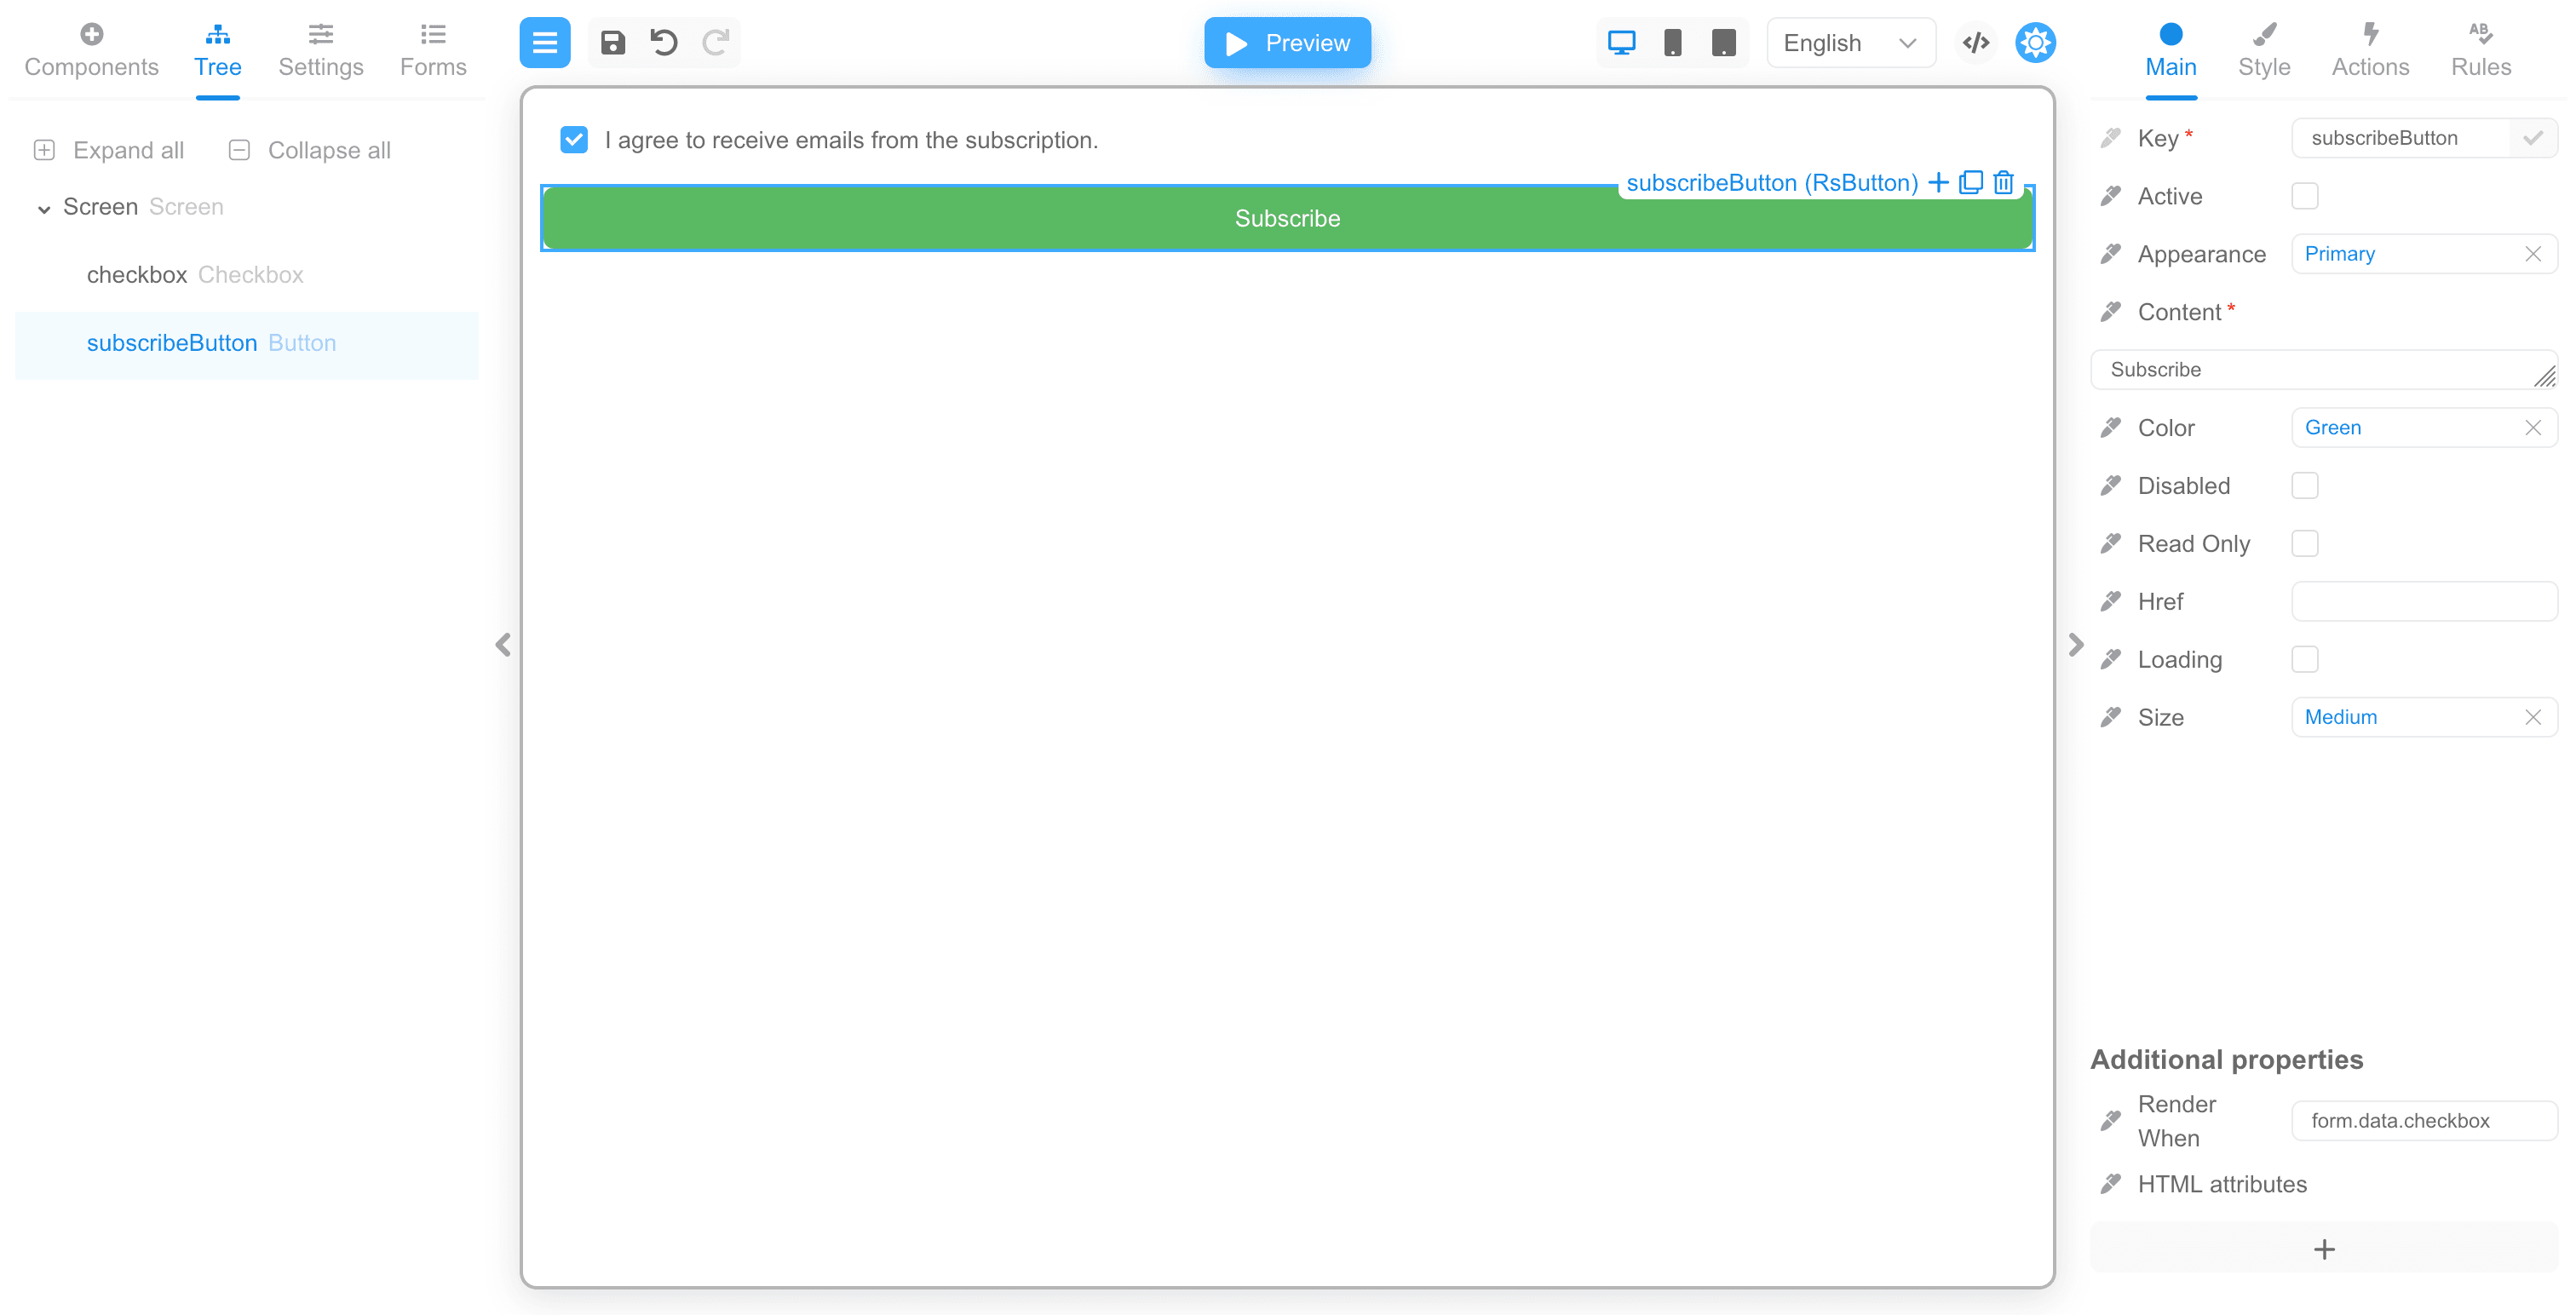 Components
Tree
Settings
Forms
Preview
English
Main
Style
Actions
AB
Rules
Expand all
Collapse all
Screen Screen
checkbox Checkbox
subscribeButton Button
I agree to receive emails from the subscription.
subscribeButton (RsButton)
Subscribe
Key *
subscribeButton
Active
Appearance
Primary
Content *
Subscribe
Color
Green
Disabled
Read Only
Href
Loading
Size
Medium
Additional properties
Render
When
form.data.checkbox
HTML attributes